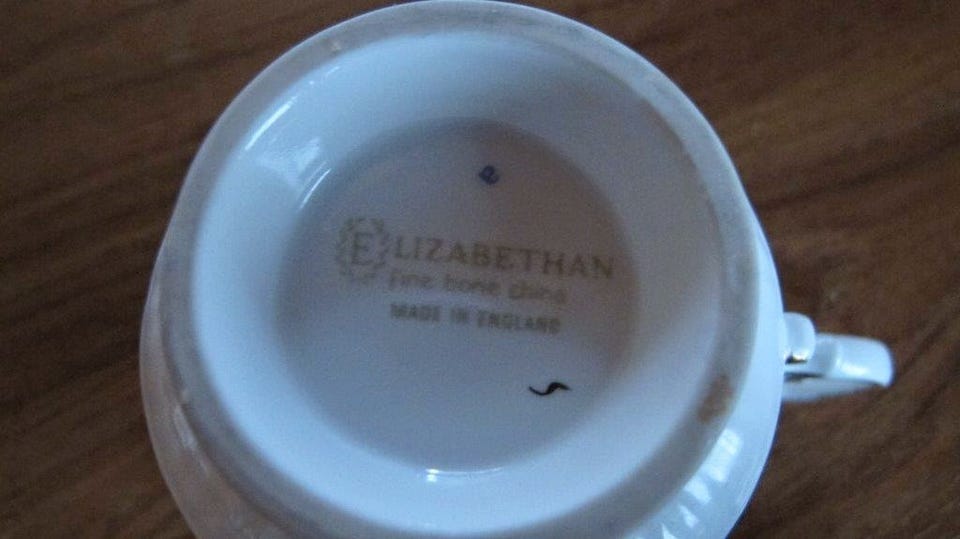 ELIZABETHAN
fine bone china
MADE IN ENGLAND